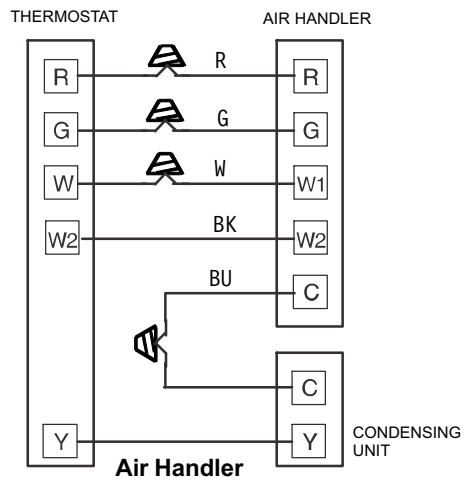 THERMOSTAT
AIR HANDLER
R R R
G G G
W W W1
W2 BK W2
BU C
C
Y Y
CONDENSING
UNIT
Air Handler